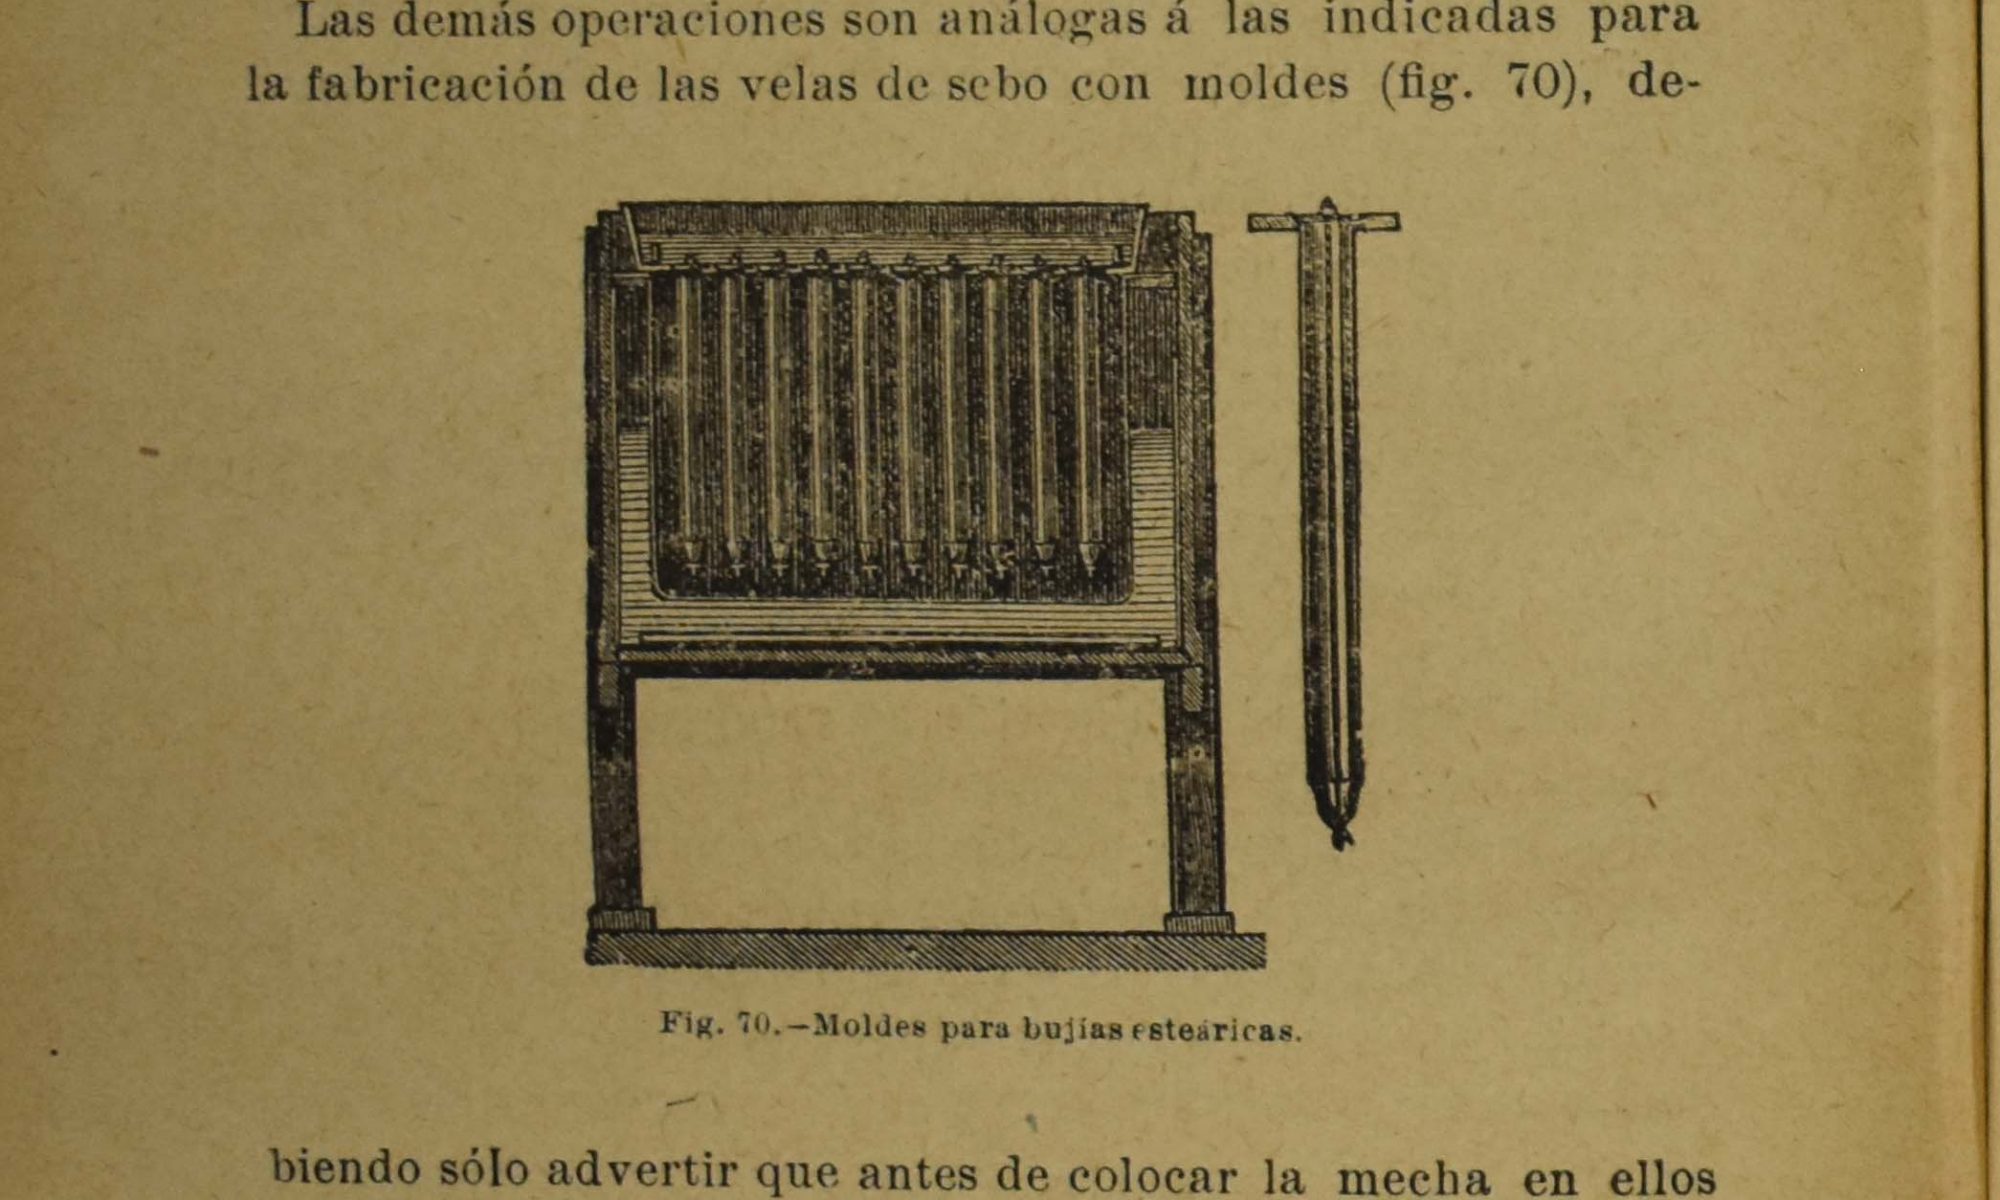 Las demás operaciones son análogas á las indicadas para
la fabricación de las velas de sebo con moldes (fig. 70), de-
Fig. 70.—Moldes para bujías esteáricas.
biendo sólo advertir que antes de colocar la mecha en ellos